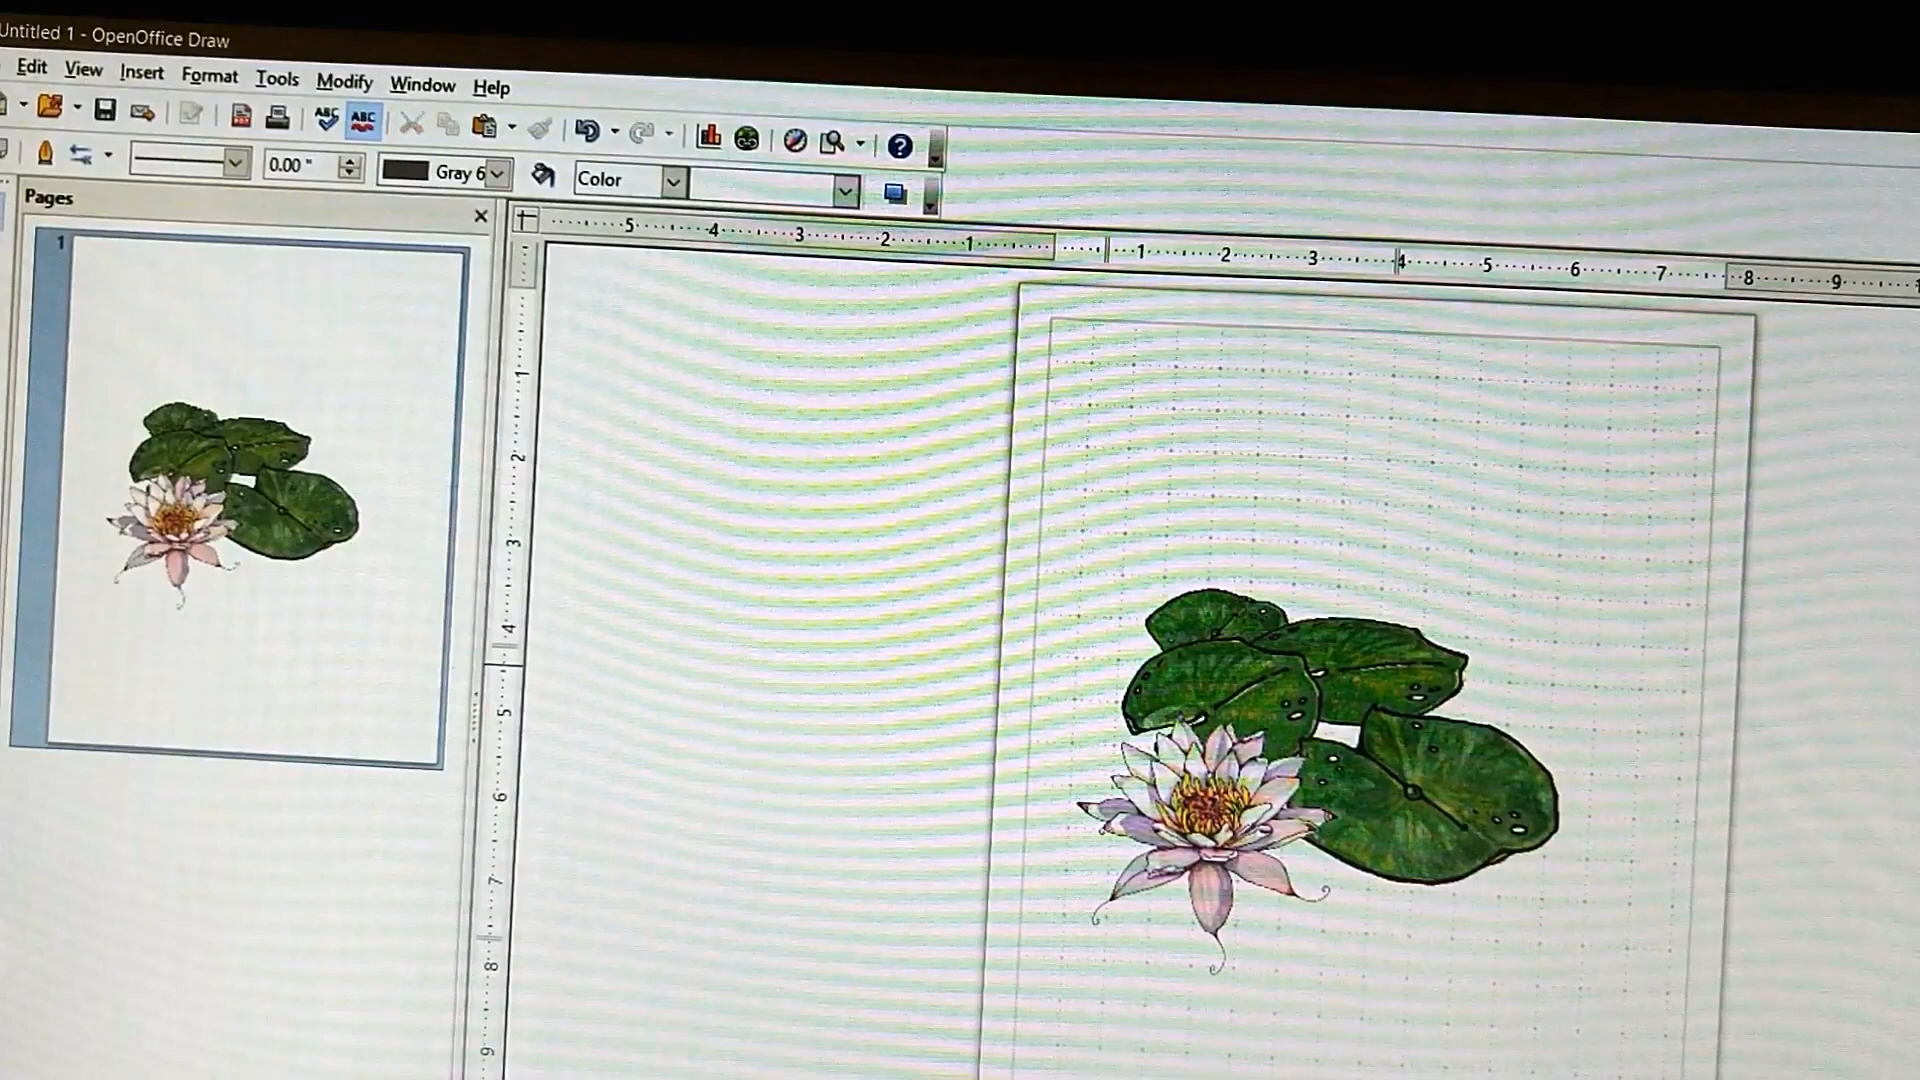 Untitled 1 - OpenOffice Draw
Edit View Insert Format Tools Modify Window Help
ABC ABC
0.00 " Gray 6 Color
Pages
1
5 4 3 2 1 1 2 3 4 5 6 7 8 9
1
2
3
4
5
6
7
8
9